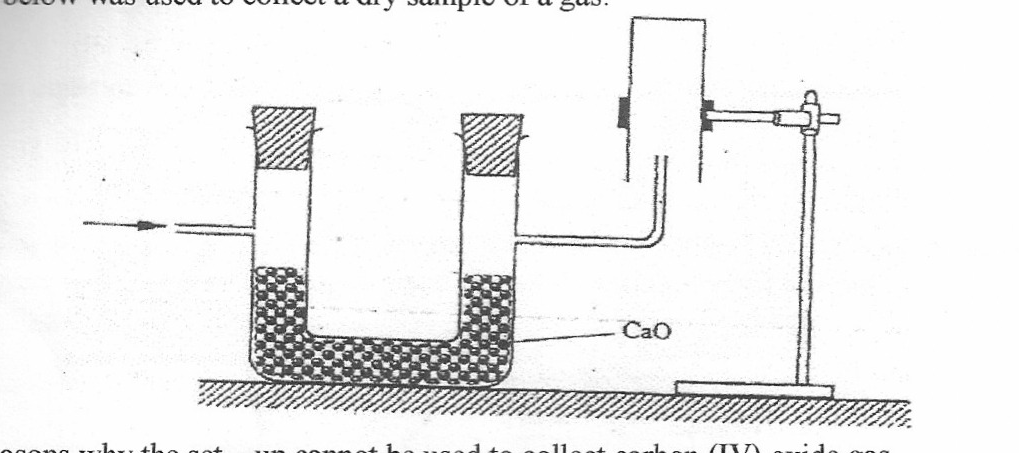 below was used to collect a dry sample of a gas.
CaO
why the set – up cannot be used to collect carbon (IV) oxide gas